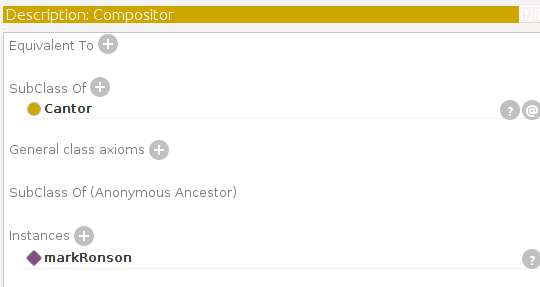 Description: Compositor
Equivalent To +
SubClass Of +
Cantor ? @
General class axioms +
SubClass Of (Anonymous Ancestor)
Instances +
markRonson ?